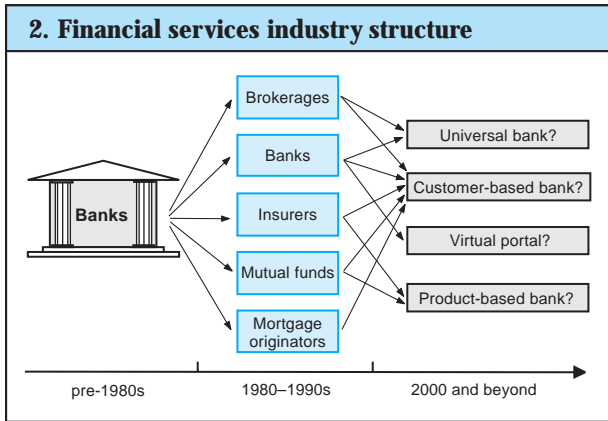 2. Financial services industry structure
Brokerages
Universal bank?
Banks
Customer-based bank?
Banks
Insurers
Virtual portal?
Mutual funds
Product-based bank?
Mortgage
originators
pre-1980s
1980–1990s
2000 and beyond